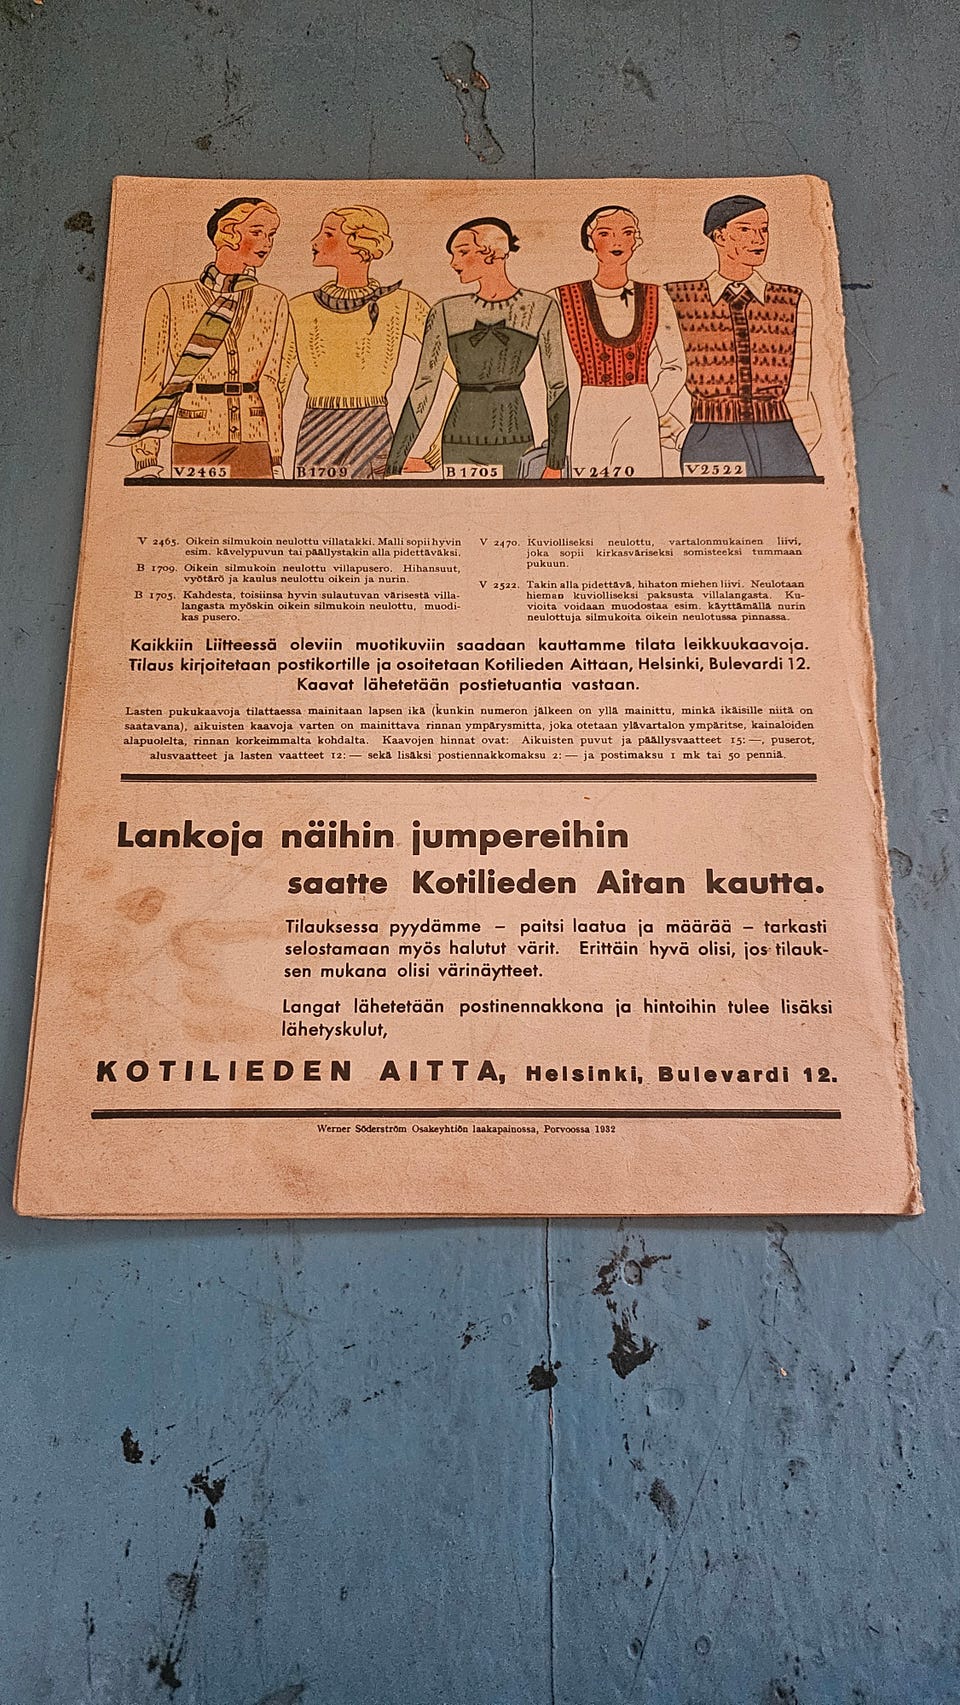 V2465
B1709
B1705
V2470
V2522
V 2465. Oikein silmukoin neulottu villatakki. Malli sopii hyvin
esim. kävelypuvun tai päällystakin alla pidettäväksi.
B 1709. Oikein silmukoin neulottu villapusero. Hihansuut,
vyötärö ja kaulus neulottu oikein ja nurin.
B 1705. Kahdesta, toisiinsa hyvin sulautuvan värisestä villa-
langasta myöskin oikein silmukoin neulottu, muodi-
kas pusero.
V 2470. Kuviolliseksi neulottu, vartalonmukainen liivi,
joka sopii kirkasväriseksi somisteeksi tummaan
pukuun.
V 2522. Takin alla pidettävä, hihaton miehen liivi. Neulotaan
hieman kuviolliseksi paksusta villalangasta. Ku-
vioita voidaan muodostaa esim. käyttämällä nurin
neulottuja silmukoita oikein neulotussa pinnassa.
Kaikkiin Liitteessä oleviin muotikuviin saadaan kauttamme tilata leikkuukaavoja.
Tilaus kirjoitetaan postikortille ja osoitetaan Kotilieden Aittaan, Helsinki, Bulevardi 12.
Kaavat lähetetään postietuantia vastaan.
Lasten pukukaavoja tilattaessa mainitaan lapsen ikä (kunkin numeron jälkeen on yllä mainittu, minkä ikäisille niitä on
saatavana), aikuisten kaavoja varten on mainittava rinnan ympärysmitta, joka otetaan ylävartalon ympäritse, kainaloiden
alapuolelta, rinnan korkeimmalta kohdalta. Kaavojen hinnat ovat: Aikuisten puvut ja päällysvaatteet 15: —, puserot,
alusvaatteet ja lasten vaatteet 12: — sekä lisäksi postiennakkomaksu 2: — ja postimaksu 1 mk tai 50 penniä.
Lankoja näihin jumpereihin
saatte Kotilieden Aitan kautta.
Tilauksessa pyydämme – paitsi laatua ja määrää – tarkasti
selostamaan myös halutut värit. Erittäin hyvä olisi, jos tilauk-
sen mukana olisi värinäytteet.
Langat lähetetään postinennakkona ja hintoihin tulee lisäksi
lähetyskulut,
KOTILIEDEN AITTA, Helsinki, Bulevardi 12.
Werner Söderström Osakeyhtiön laakapainossa, Porvoossa 1932